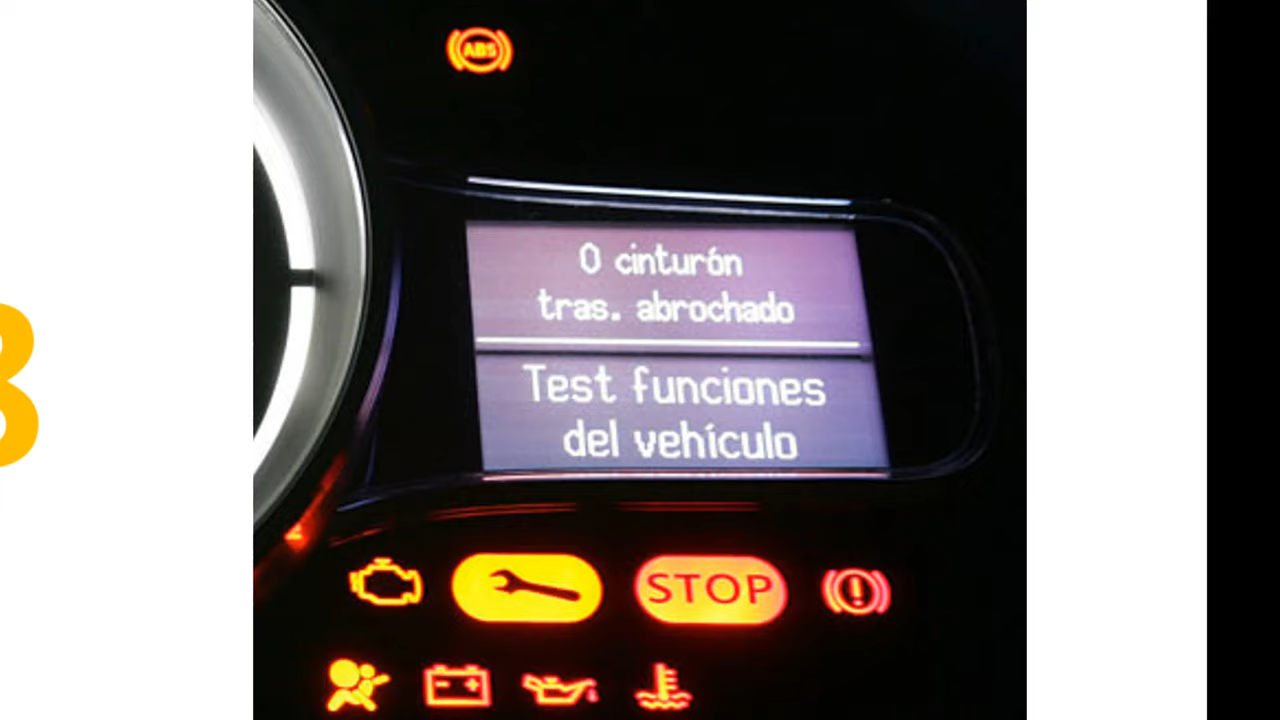 ABS
0 cinturón
tras. abrochado
Test funciones
del vehículo
STOP